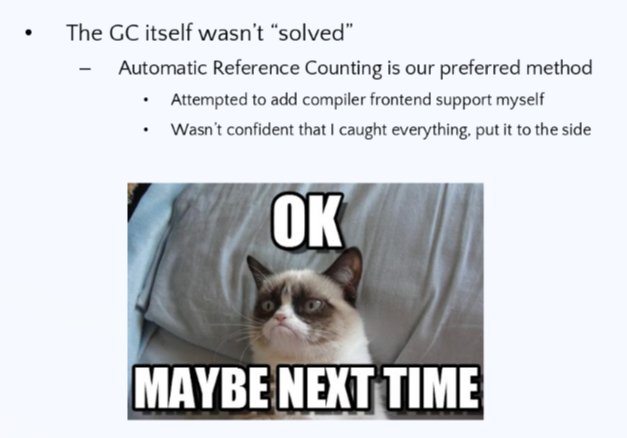 • The GC itself wasn't “solved”
– Automatic Reference Counting is our preferred method
• Attempted to add compiler frontend support myself
• Wasn't confident that I caught everything, put it to the side
OK
MAYBE NEXT TIME